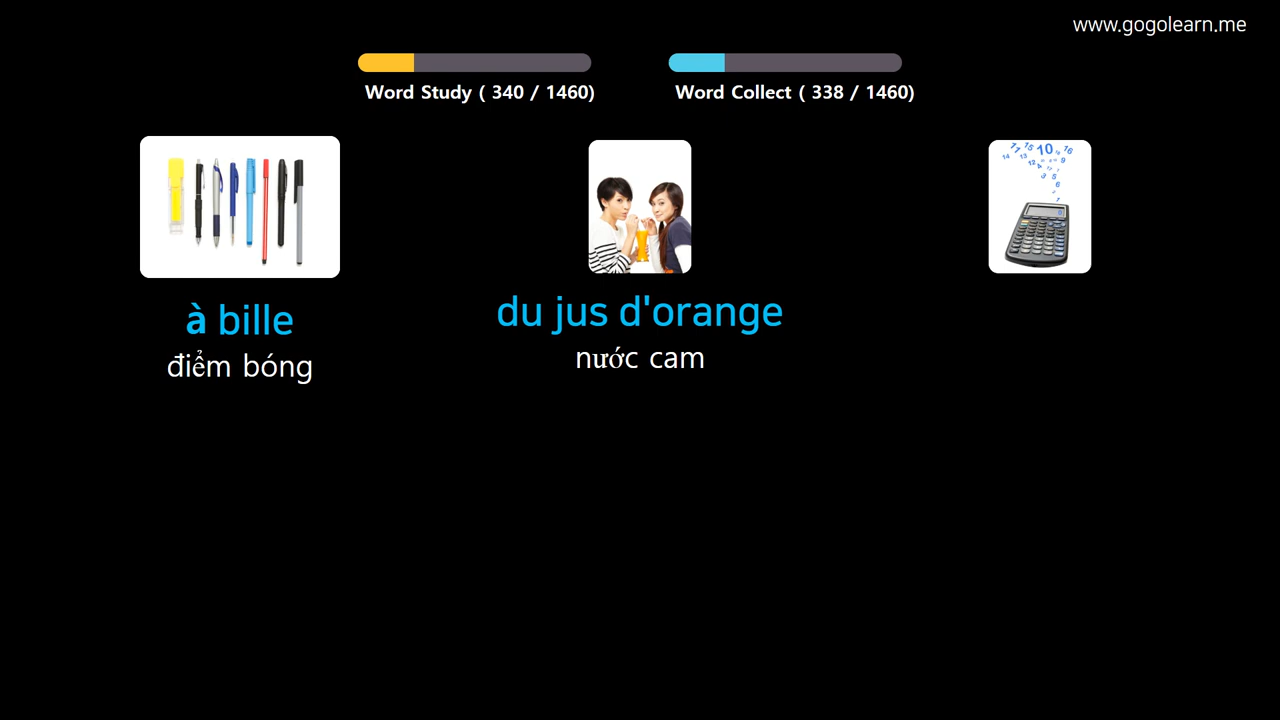 www.gogolearn.me
Word Study ( 340 / 1460)
Word Collect ( 338 / 1460)
à bille
điểm bóng
du jus d'orange
nước cam